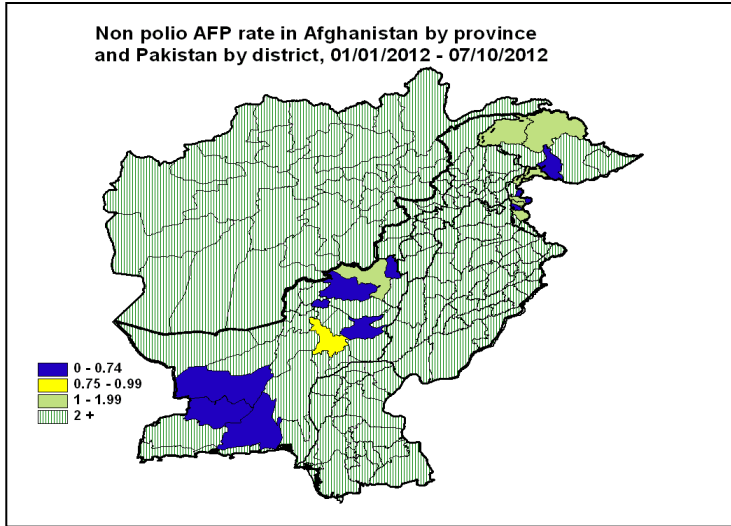 Non polio AFP rate in Afghanistan by province
and Pakistan by district, 01/01/2012 - 07/10/2012
0 - 0.74
0.75 - 0.99
1 - 1.99
2 +